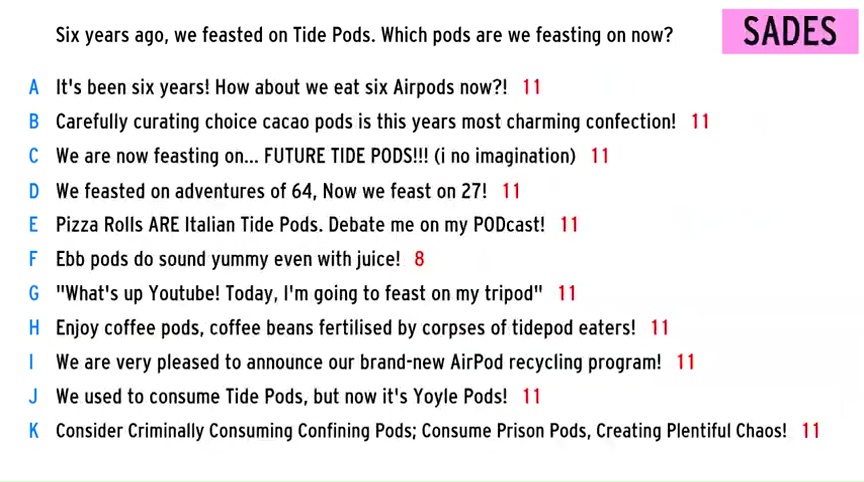 Six years ago, we feasted on Tide Pods. Which pods are we feasting on now?
SADES
A It's been six years! How about we eat six Airpods now?! 11
B Carefully curating choice cacao pods is this years most charming confection! 11
C We are now feasting on... FUTURE TIDE PODS!!! (i no imagination) 11
D We feasted on adventures of 64, Now we feast on 27! 11
E Pizza Rolls ARE Italian Tide Pods. Debate me on my PODcast! 11
F Ebb pods do sound yummy even with juice! 8
G "What's up Youtube! Today, I'm going to feast on my tripod" 11
H Enjoy coffee pods, coffee beans fertilised by corpses of tidepod eaters! 11
I We are very pleased to announce our brand-new AirPod recycling program! 11
J We used to consume Tide Pods, but now it's Yoyle Pods! 11
K Consider Criminally Consuming Confining Pods; Consume Prison Pods, Creating Plentiful Chaos! 11